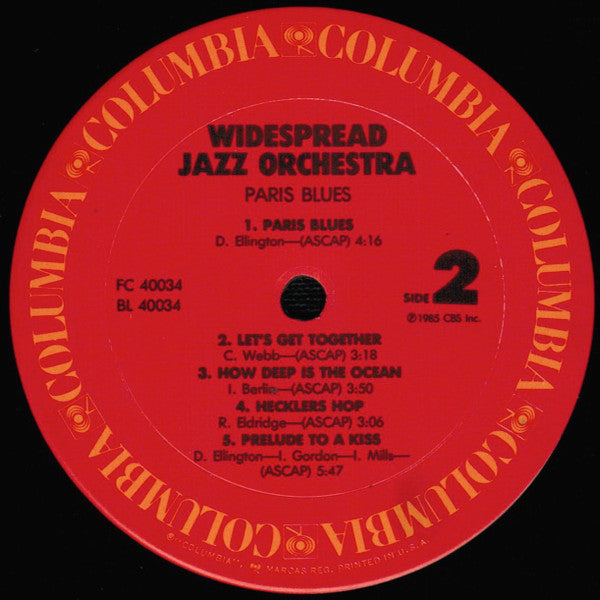 COLUMBIA COLUMBIA COLUMBIA COLUMBIA COLUMBIA COLUMBIA
WIDESPREAD
JAZZ ORCHESTRA
PARIS BLUES
1. PARIS BLUES
D. Ellington—(ASCAP) 4:16
FC 40034
BL 40034
SIDE 2
℗1985 CBS Inc.
2. LET'S GET TOGETHER
C. Webb—(ASCAP) 3:18
3. HOW DEEP IS THE OCEAN
I. Berlin—(ASCAP) 3:50
4. HECKLERS HOP
R. Eldridge—(ASCAP) 3:06
5. PRELUDE TO A KISS
D. Ellington—I. Gordon—I. Mills—
(ASCAP) 5:47
"COLUMBIA", MARCAS REG. PRINTED IN U.S.A.